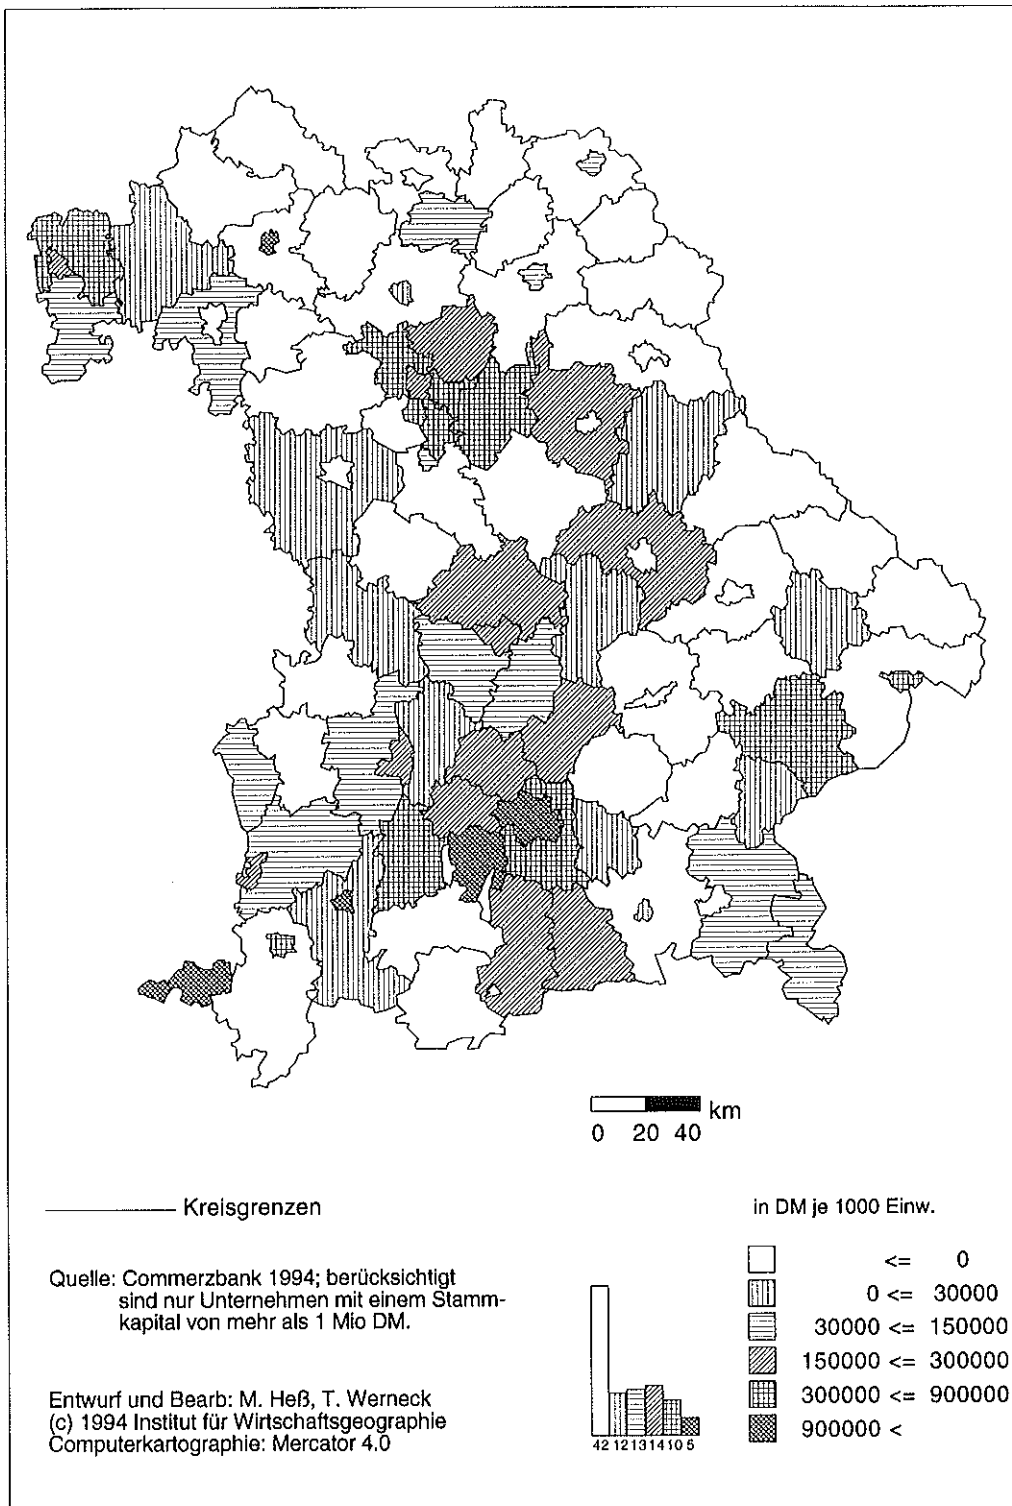 km
0 20 40
Kreisgrenzen
in DM je 1000 Einw.
<= 0
0 <= 30000
30000 <= 150000
150000 <= 300000
300000 <= 900000
900000 <
Quelle: Commerzbank 1994; berücksichtigt
sind nur Unternehmen mit einem Stamm-
kapital von mehr als 1 Mio DM.
42 12 13 14 10 5
Entwurf und Bearb: M. Heß, T. Werneck
(c) 1994 Institut für Wirtschaftsgeographie
Computerkartographie: Mercator 4.0